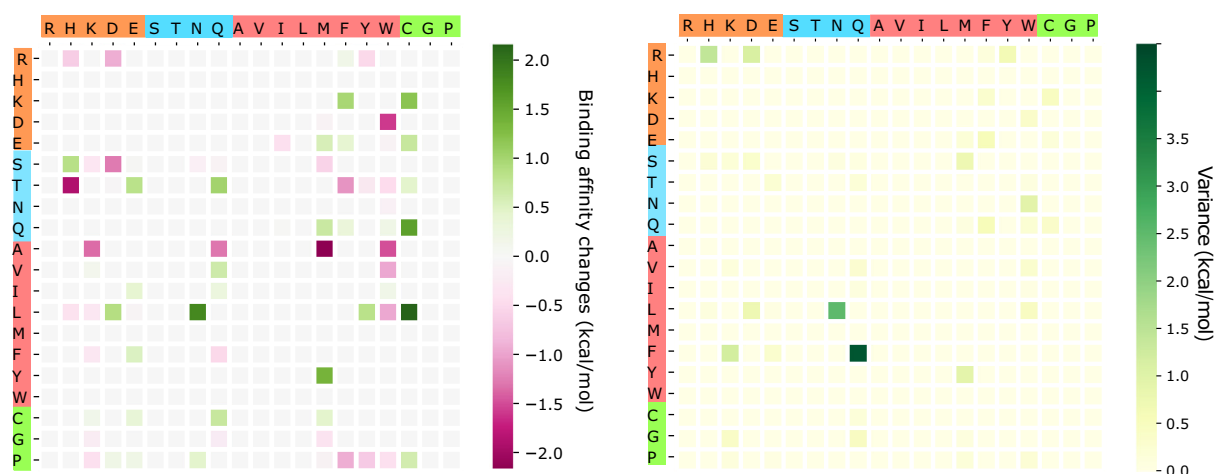 R H K D E S T N Q A V I L M F Y W C G P
R
H
K
D
E
S
T
N
Q
A
V
I
L
M
F
Y
W
C
G
P
2.0
1.5
1.0
0.5
0.0
−0.5
−1.0
−1.5
−2.0
Binding affinity changes (kcal/mol)
R H K D E S T N Q A V I L M F Y W C G P
R
H
K
D
E
S
T
N
Q
A
V
I
L
M
F
Y
W
C
G
P
3.5
3.0
2.5
2.0
1.5
1.0
0.5
0.0
Variance (kcal/mol)